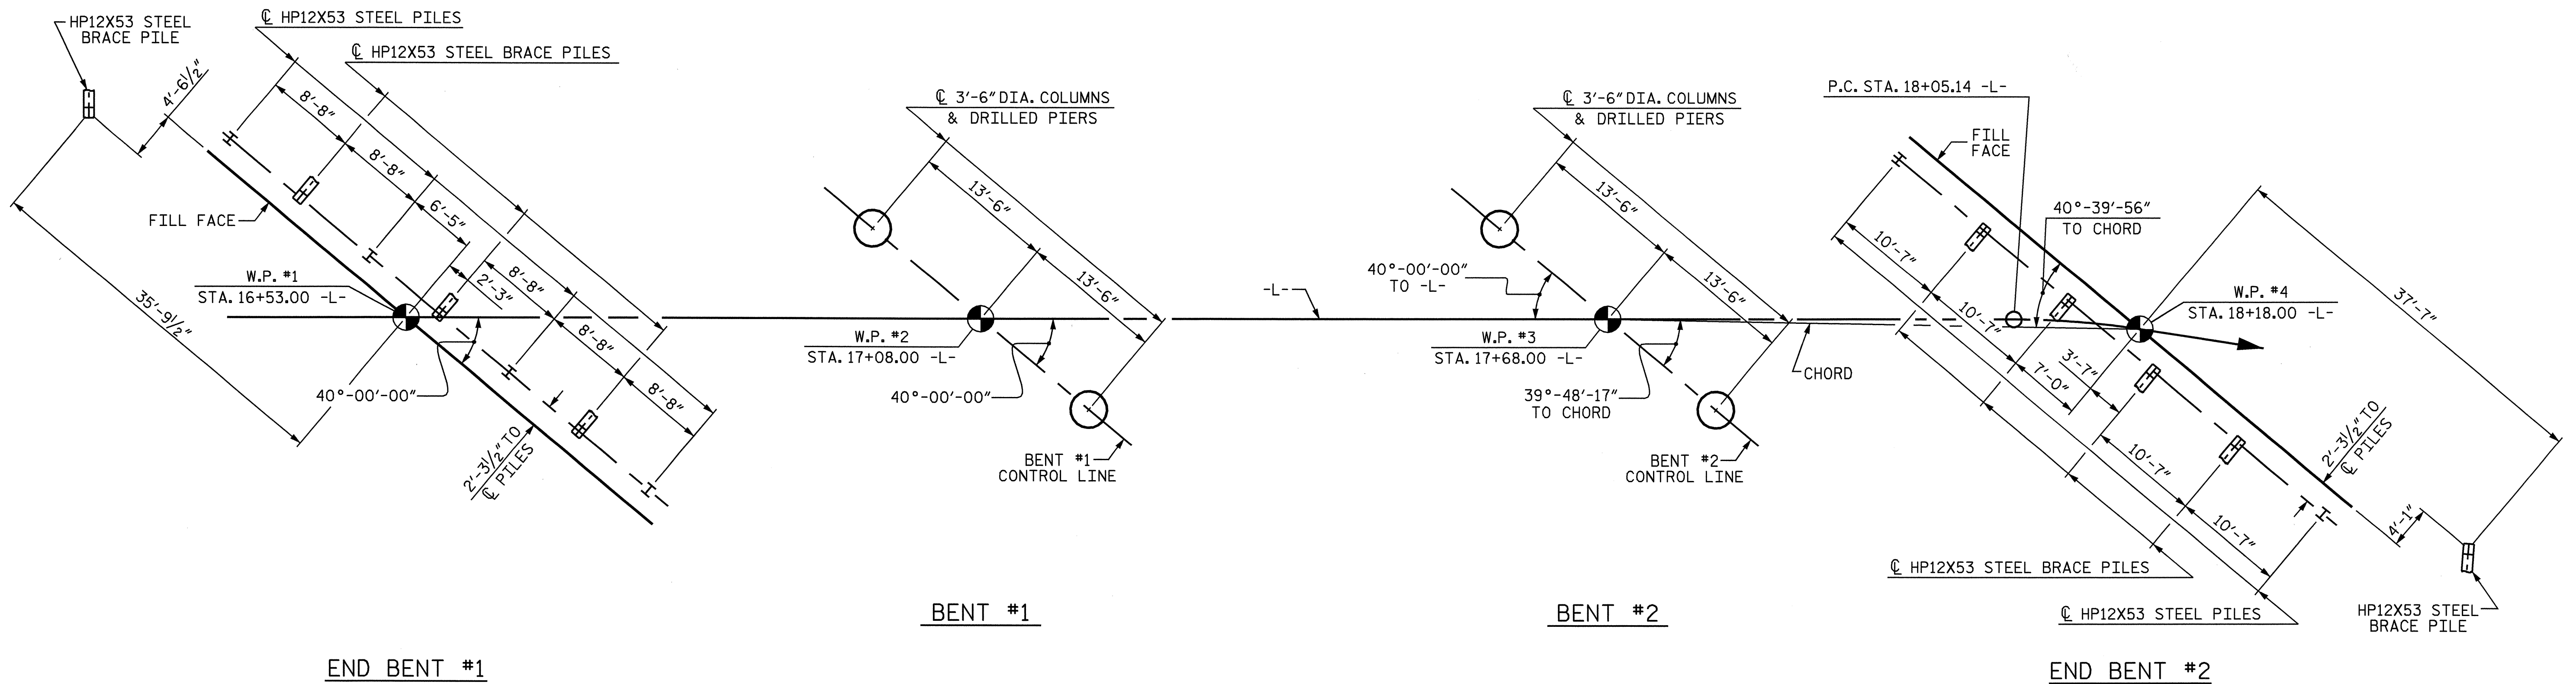 HP12X53 STEEL
BRACE PILE
℄ HP12X53 STEEL PILES
℄ HP12X53 STEEL BRACE PILES
4'-6½"
8'-8"
8'-8"
6'-5"
2'-3"
8'-8"
8'-8"
8'-8"
FILL FACE
W.P. #1
STA. 16+53.00 -L-
35'-9½"
40°-00'-00"
2'-3½" TO
℄ PILES
END BENT #1
℄ 3'-6" DIA. COLUMNS
& DRILLED PIERS
13'-6"
13'-6"
W.P. #2
STA. 17+08.00 -L-
40°-00'-00"
BENT #1
CONTROL LINE
BENT #1
℄ 3'-6" DIA. COLUMNS
& DRILLED PIERS
13'-6"
13'-6"
-L-
40°-00'-00"
TO -L-
W.P. #3
STA. 17+68.00 -L-
39°-48'-17"
TO CHORD
CHORD
BENT #2
CONTROL LINE
BENT #2
P.C. STA. 18+05.14 -L-
FILL
FACE
40°-39'-56"
TO CHORD
W.P. #4
STA. 18+18.00 -L-
37'-7"
10'-7"
10'-7"
7'-0"
3'-7"
10'-7"
10'-7"
2'-3½" TO
℄ PILES
4'-1"
℄ HP12X53 STEEL BRACE PILES
℄ HP12X53 STEEL PILES
HP12X53 STEEL
BRACE PILE
END BENT #2